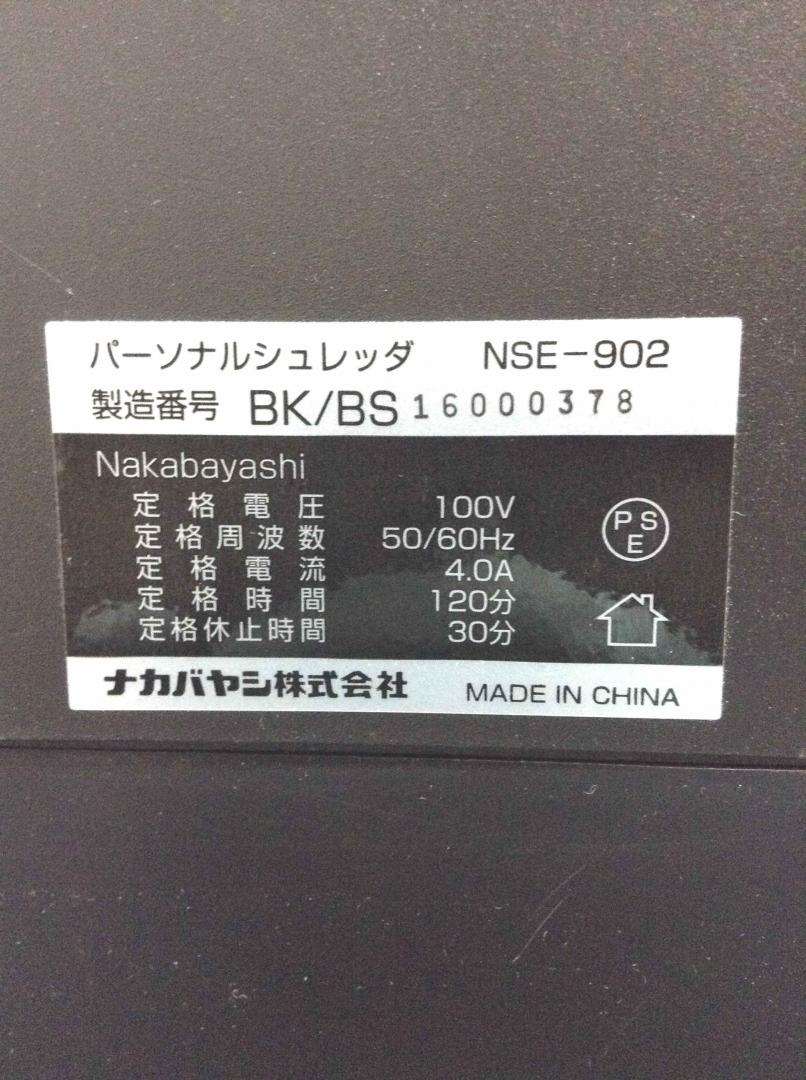 パーソナルシュレッダ NSE-902
製造番号 BK/BS 16000378
Nakabayashi
定格電圧 100V
定格周波数 50/60Hz
定格電流 4.0A
定格時間 120分
定格休止時間 30分
PSE
ナカバヤシ株式会社 MADE IN CHINA